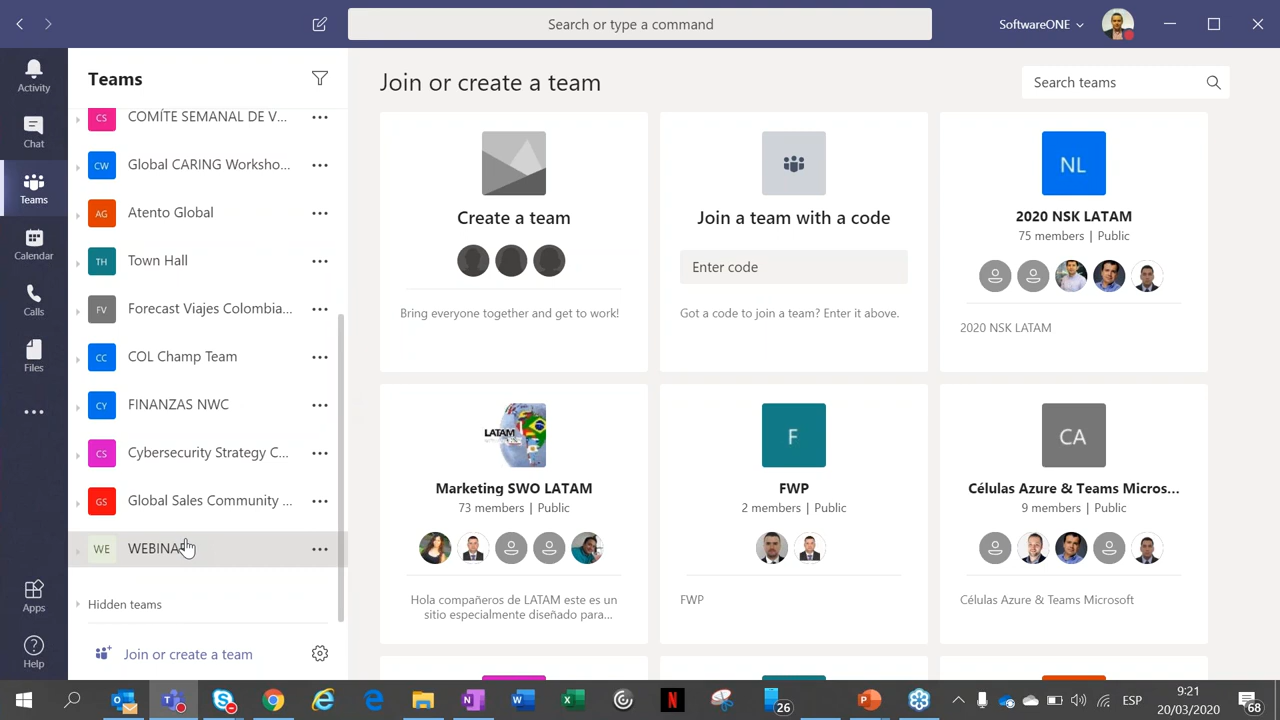 Search or type a command
SoftwareONE
Activity
Chat
Teams
Calendar
Calls
Files
Apps
Help
Teams
CS COMÍTE SEMANAL DE V...
CW Global CARING Worksho...
AG Atento Global
TH Town Hall
FV Forecast Viajes Colombia...
CC COL Champ Team
CY FINANZAS NWC
CS Cybersecurity Strategy C...
GS Global Sales Community ...
WE WEBINAR
Hidden teams
Join or create a team
Join or create a team
Search teams
Create a team
Bring everyone together and get to work!
Join a team with a code
Enter code
Got a code to join a team? Enter it above.
NL
2020 NSK LATAM
75 members | Public
2020 NSK LATAM
LATAM
Marketing SWO LATAM
73 members | Public
Hola compañeros de LATAM este es un
sitio especialmente diseñado para...
F
FWP
2 members | Public
FWP
CA
Células Azure & Teams Micros...
9 members | Public
Células Azure & Teams Microsoft
26
ESP
9:21
20/03/2020
68